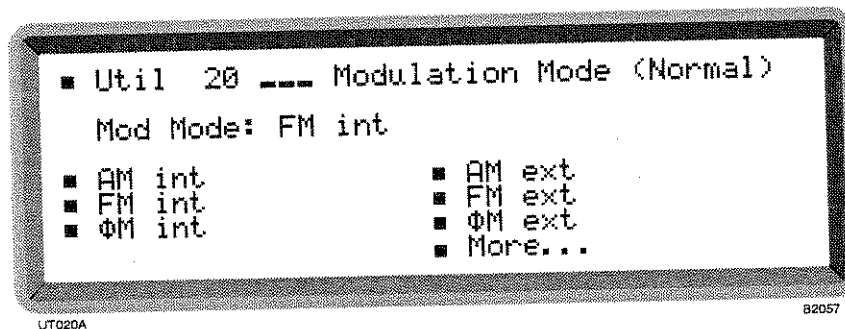 ▪ Util 20 ___ Modulation Mode (Normal)
Mod Mode: FM int
▪ AM int ▪ AM ext
▪ FM int ▪ FM ext
▪ ΦM int ▪ ΦM ext
▪ More...
UT020A B2057